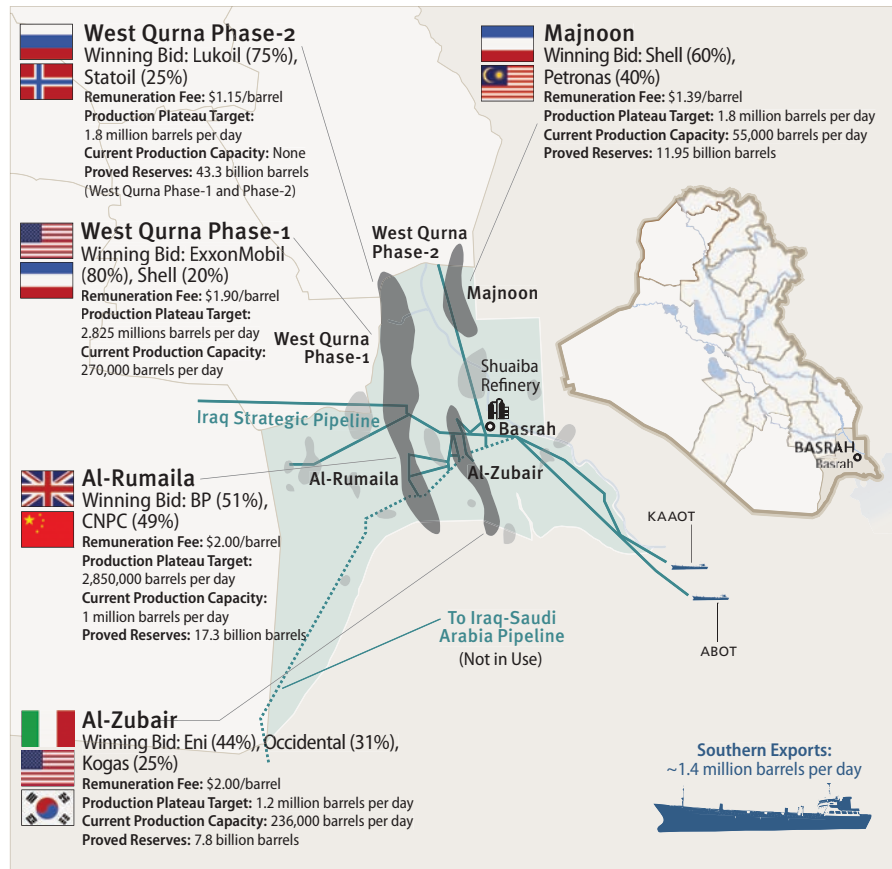 West Qurna Phase-2
Winning Bid: Lukoil (75%),
Statoil (25%)
Remuneration Fee: $1.15/barrel
Production Plateau Target:
1.8 million barrels per day
Current Production Capacity: None
Proved Reserves: 43.3 billion barrels
(West Qurna Phase-1 and Phase-2)
Majnoon
Winning Bid: Shell (60%),
Petronas (40%)
Remuneration Fee: $1.39/barrel
Production Plateau Target: 1.8 million barrels per day
Current Production Capacity: 55,000 barrels per day
Proved Reserves: 11.95 billion barrels
West Qurna Phase-1
Winning Bid: ExxonMobil
(80%), Shell (20%)
Remuneration Fee: $1.90/barrel
Production Plateau Target:
2.825 millions barrels per day
Current Production Capacity:
270,000 barrels per day
West Qurna
Phase-2
Majnoon
West Qurna
Phase-1
Shuaiba
Refinery
Basrah
Iraq Strategic Pipeline
Al-Rumaila
Al-Zubair
BASRAH
Basrah
KAAOT
ABOT
Al-Rumaila
Winning Bid: BP (51%),
CNPC (49%)
Remuneration Fee: $2.00/barrel
Production Plateau Target:
2,850,000 barrels per day
Current Production Capacity:
1 million barrels per day
Proved Reserves: 17.3 billion barrels
To Iraq-Saudi
Arabia Pipeline
(Not in Use)
Al-Zubair
Winning Bid: Eni (44%), Occidental (31%),
Kogas (25%)
Remuneration Fee: $2.00/barrel
Production Plateau Target: 1.2 million barrels per day
Current Production Capacity: 236,000 barrels per day
Proved Reserves: 7.8 billion barrels
Southern Exports:
~1.4 million barrels per day